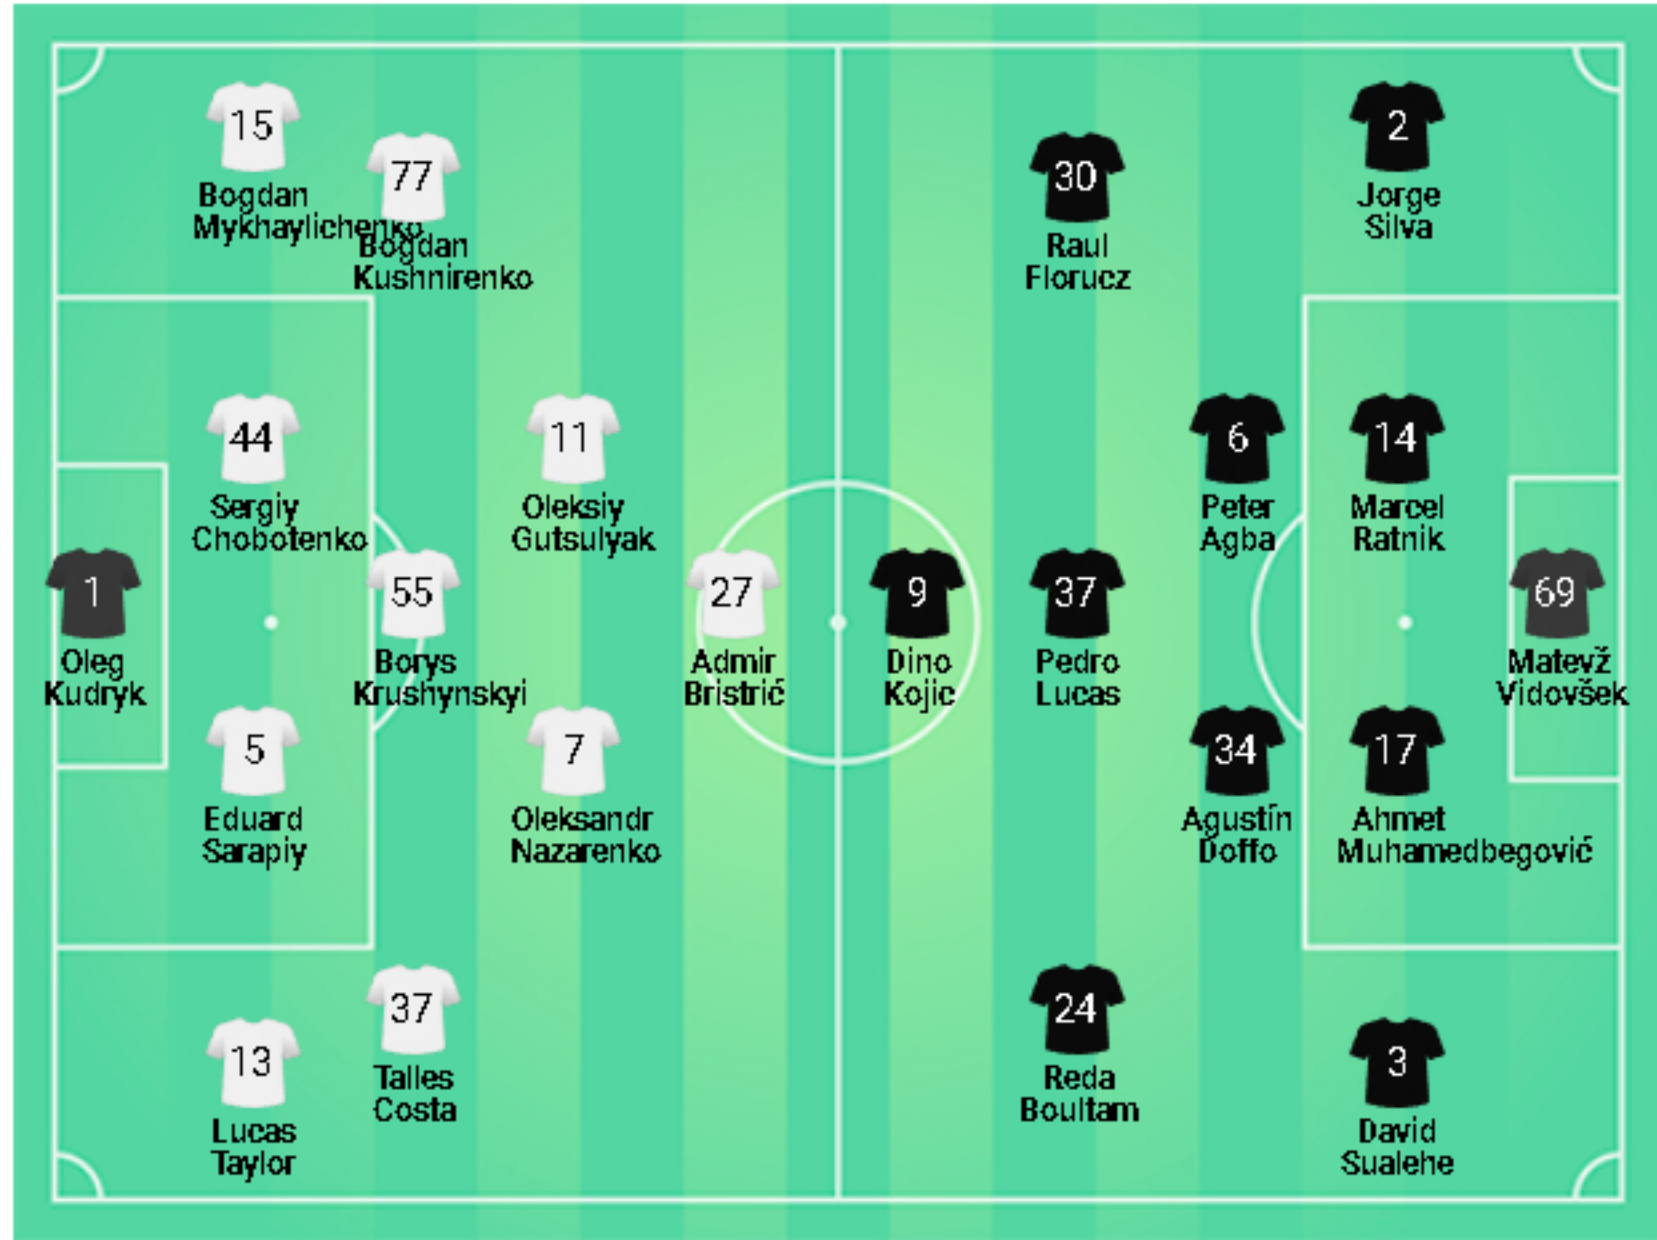 15
Bogdan
Mykhaylichenko
77
Bogdan
Kushnirenko
44
Sergiy
Chobotenko
11
Oleksiy
Gutsulyak
1
Oleg
Kudryk
55
Borys
Krushynskyi
27
Admir
Bristrić
5
Eduard
Sarapiy
7
Oleksandr
Nazarenko
13
Lucas
Taylor
37
Talles
Costa
30
Raul
Florucz
2
Jorge
Silva
6
Peter
Agba
14
Marcel
Ratnik
9
Dino
Kojic
37
Pedro
Lucas
69
Matevž
Vidovšek
34
Agustín
Doffo
17
Ahmet
Muhamedbegović
24
Reda
Boultam
3
David
Sualehe